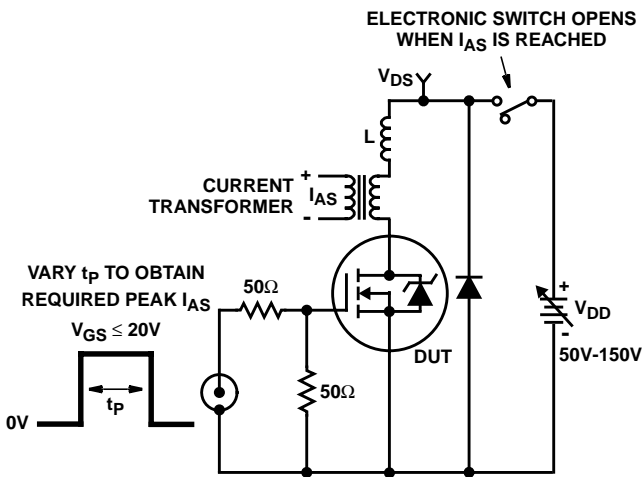 ELECTRONIC SWITCH OPENS
WHEN IAS IS REACHED
VDS
L
+
IAS
-
CURRENT
TRANSFORMER
VARY tP TO OBTAIN
REQUIRED PEAK IAS
VGS ≤ 20V
50Ω
50Ω
DUT
+
VDD
-
50V-150V
0V
tP